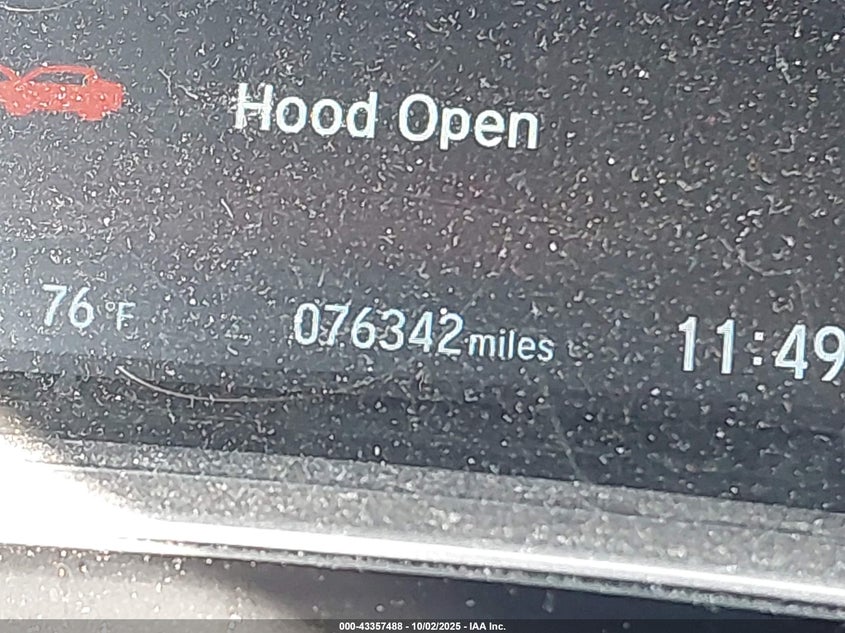 Hood Open
76°F 076342 miles 11:49
000-43357488 - 10/02/2025 - IAA Inc.